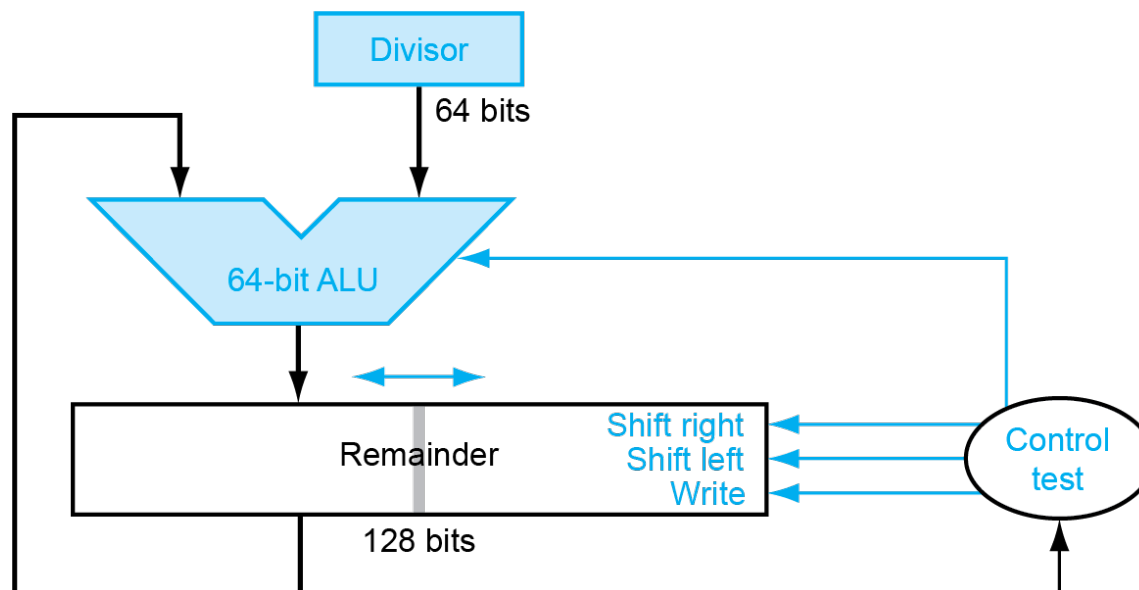 Divisor
64 bits
64-bit ALU
Remainder
Shift right
Shift left
Write
Control
test
128 bits